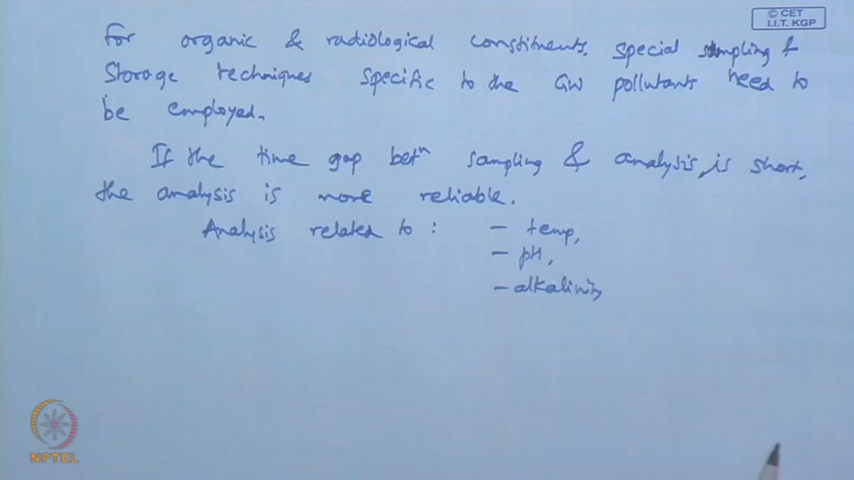 © CET
I.I.T. KGP
For organic & radiological constituents, special sampling &
Storage techniques specific to the GW pollutants need to
be employed.
If the time gap betⁿ sampling & analysis, is short,
the analysis is more reliable.
Analysis related to : – temp,
– pH,
– alkalinity
NPTEL